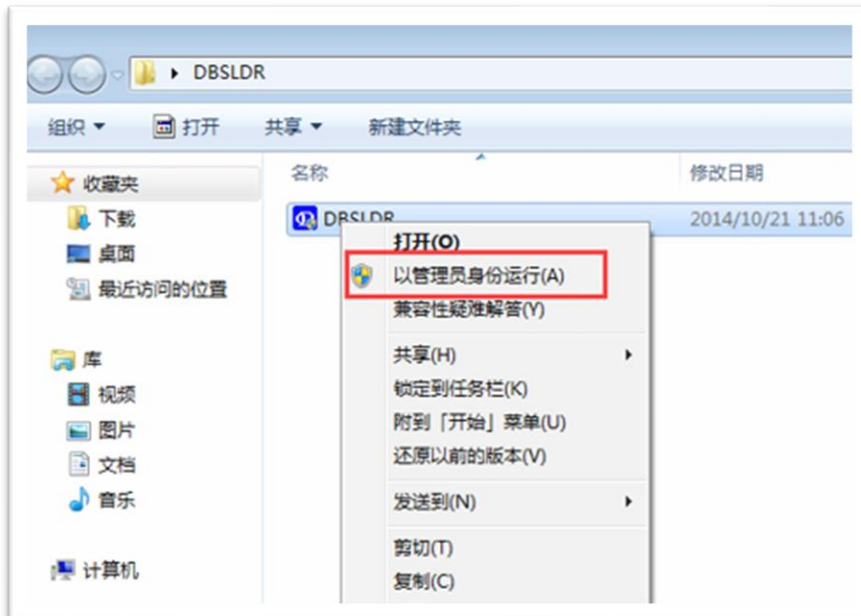 DBSLDR
组织 打开 共享 新建文件夹
名称 修改日期
收藏夹
下载
桌面
最近访问的位置
库
视频
图片
文档
音乐
计算机
DBSLDR 2014/10/21 11:06
打开(O)
以管理员身份运行(A)
兼容性疑难解答(Y)
共享(H)
锁定到任务栏(K)
附到「开始」菜单(U)
还原以前的版本(V)
发送到(N)
剪切(T)
复制(C)